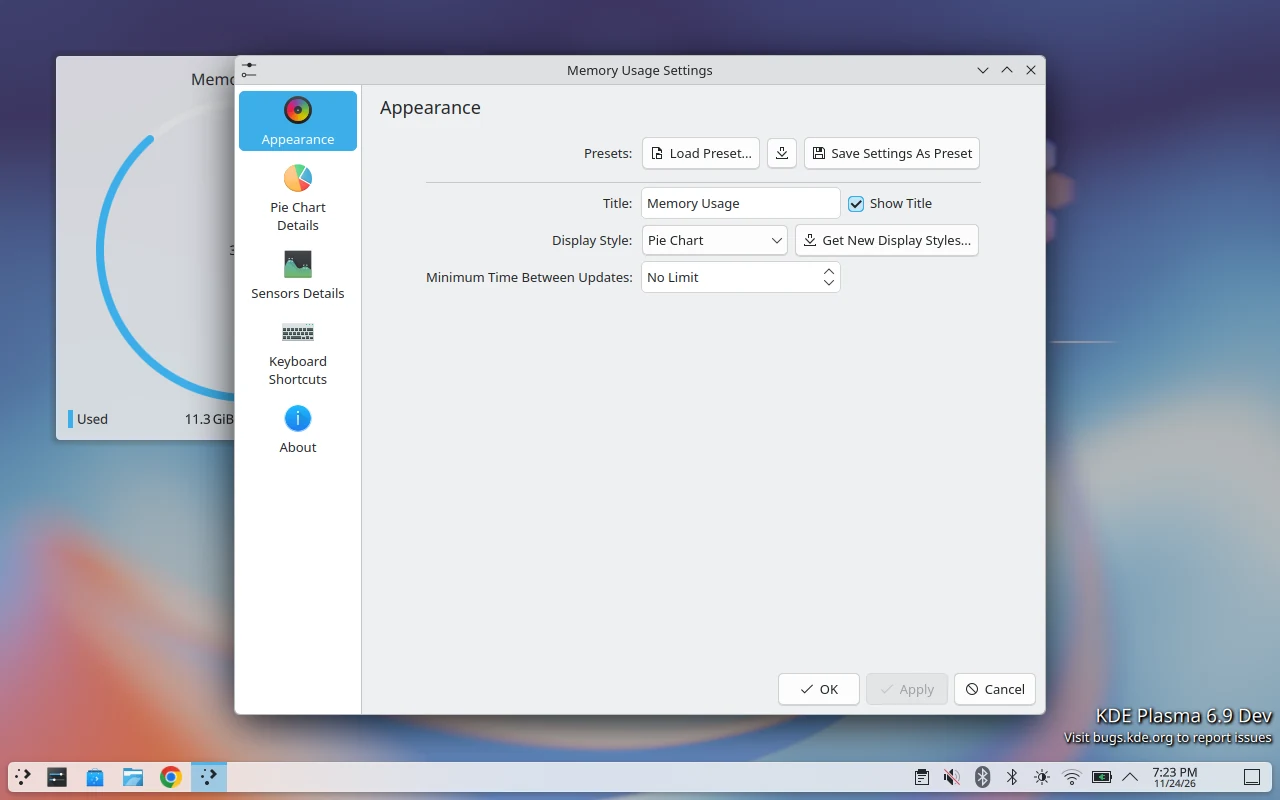 Memory Usage Settings
Appearance
Pie Chart
Details
Sensors Details
Keyboard
Shortcuts
About
Appearance
Presets:
Load Preset...
Save Settings As Preset
Title:
Memory Usage
Show Title
Display Style:
Pie Chart
Get New Display Styles...
Minimum Time Between Updates:
No Limit
OK
Apply
Cancel
Used
11.3 GiB
KDE Plasma 6.9 Dev
Visit bugs.kde.org to report issues
7:23 PM
11/24/26